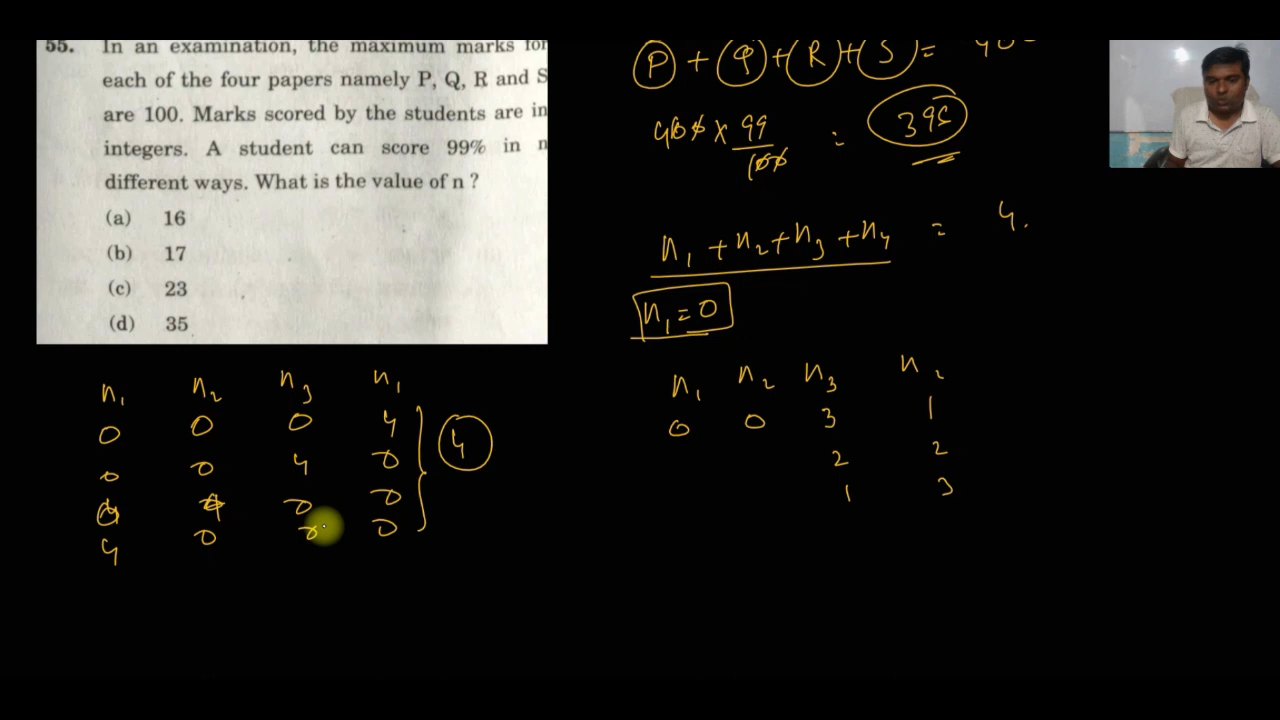 55. In an examination, the maximum marks for
each of the four papers namely P, Q, R and S
are 100. Marks scored by the students are in
integers. A student can score 99% in n
different ways. What is the value of n ?
(a) 16
(b) 17
(c) 23
(d) 35
P + Q + R + S = 400
400 × 99/100 = 396
n₁ + n₂ + n₃ + n₄ = 4.
n₁ = 0
n₁ n₂ n₃ n₂
0 0 3 1
2 2
1 3
n₁ n₂ n₃ n₁
0 0 0 4
0 0 4 0
0 4 0 0
4 0 0 0
4